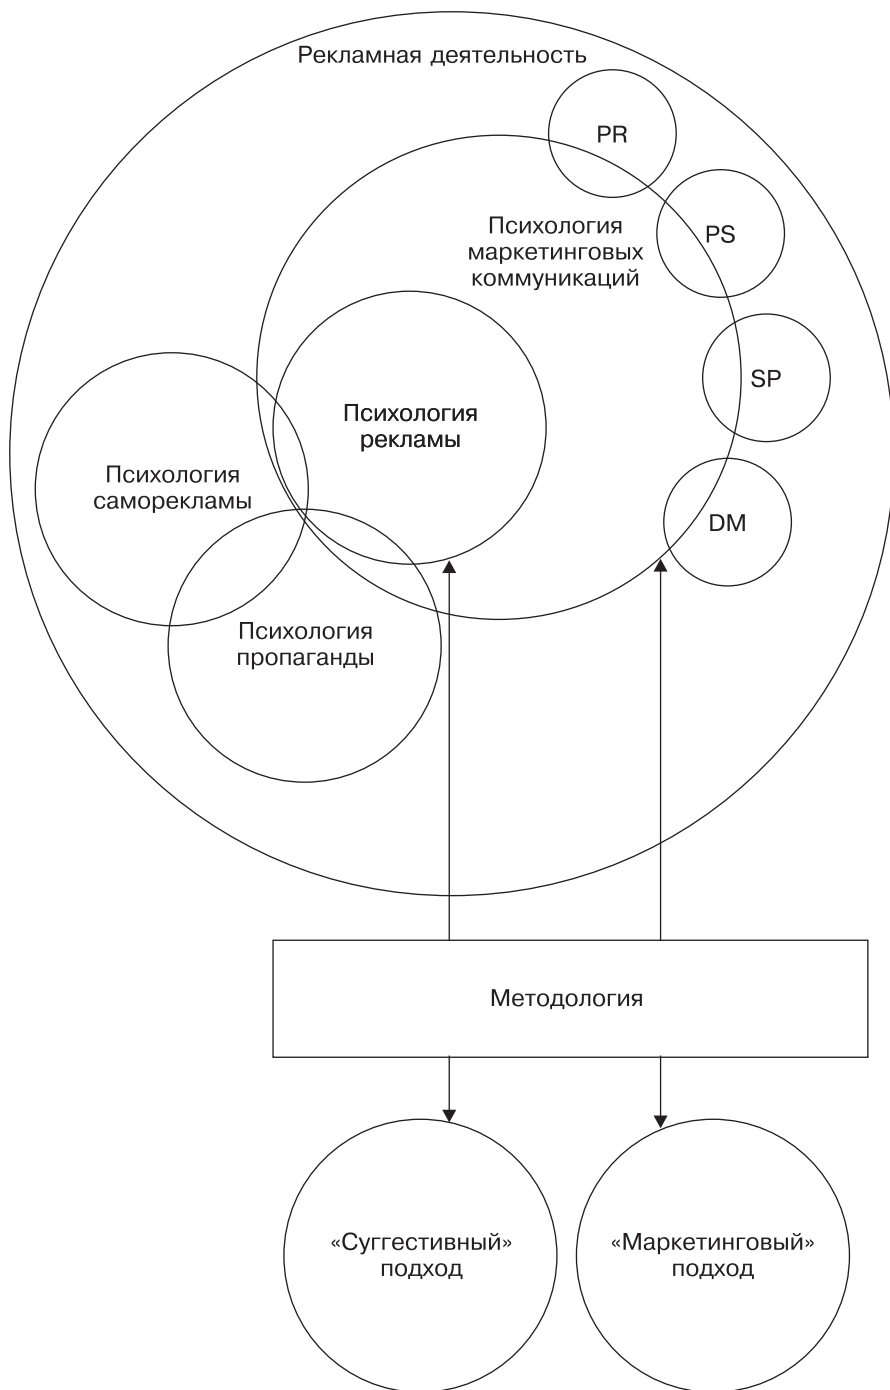 Рекламная деятельность
PR
Психология
маркетинговых
коммуникаций
PS
SP
Психология
рекламы
Психология
саморекламы
DM
Психология
пропаганды
Методология
«Суггестивный»
подход
«Маркетинговый»
подход